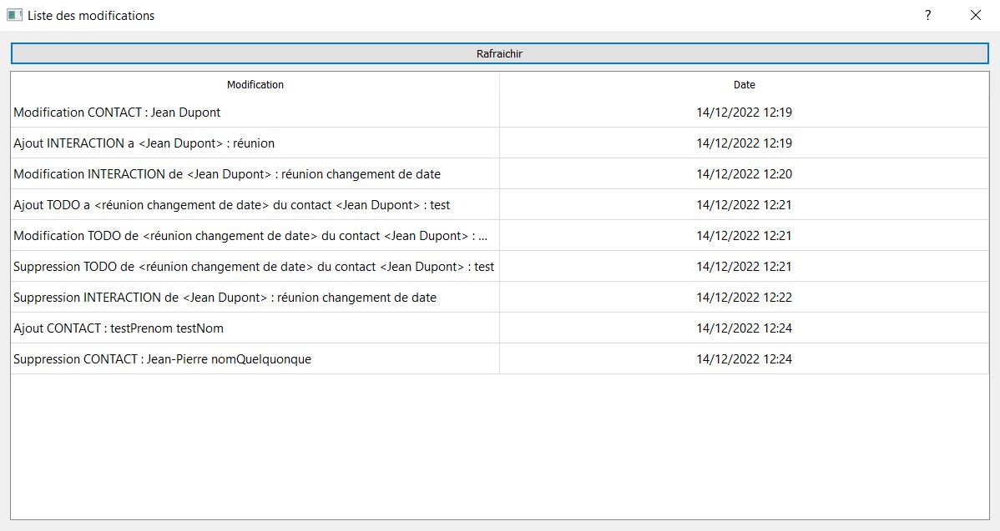 Liste des modifications
?
Rafraichir
Modification Date
Modification CONTACT : Jean Dupont 14/12/2022 12:19
Ajout INTERACTION a <Jean Dupont> : réunion 14/12/2022 12:19
Modification INTERACTION de <Jean Dupont> : réunion changement de date 14/12/2022 12:20
Ajout TODO a <réunion changement de date> du contact <Jean Dupont> : test 14/12/2022 12:21
Modification TODO de <réunion changement de date> du contact <Jean Dupont> : ... 14/12/2022 12:21
Suppression TODO de <réunion changement de date> du contact <Jean Dupont> : test 14/12/2022 12:21
Suppression INTERACTION de <Jean Dupont> : réunion changement de date 14/12/2022 12:22
Ajout CONTACT : testPrenom testNom 14/12/2022 12:24
Suppression CONTACT : Jean-Pierre nomQuelquonque 14/12/2022 12:24